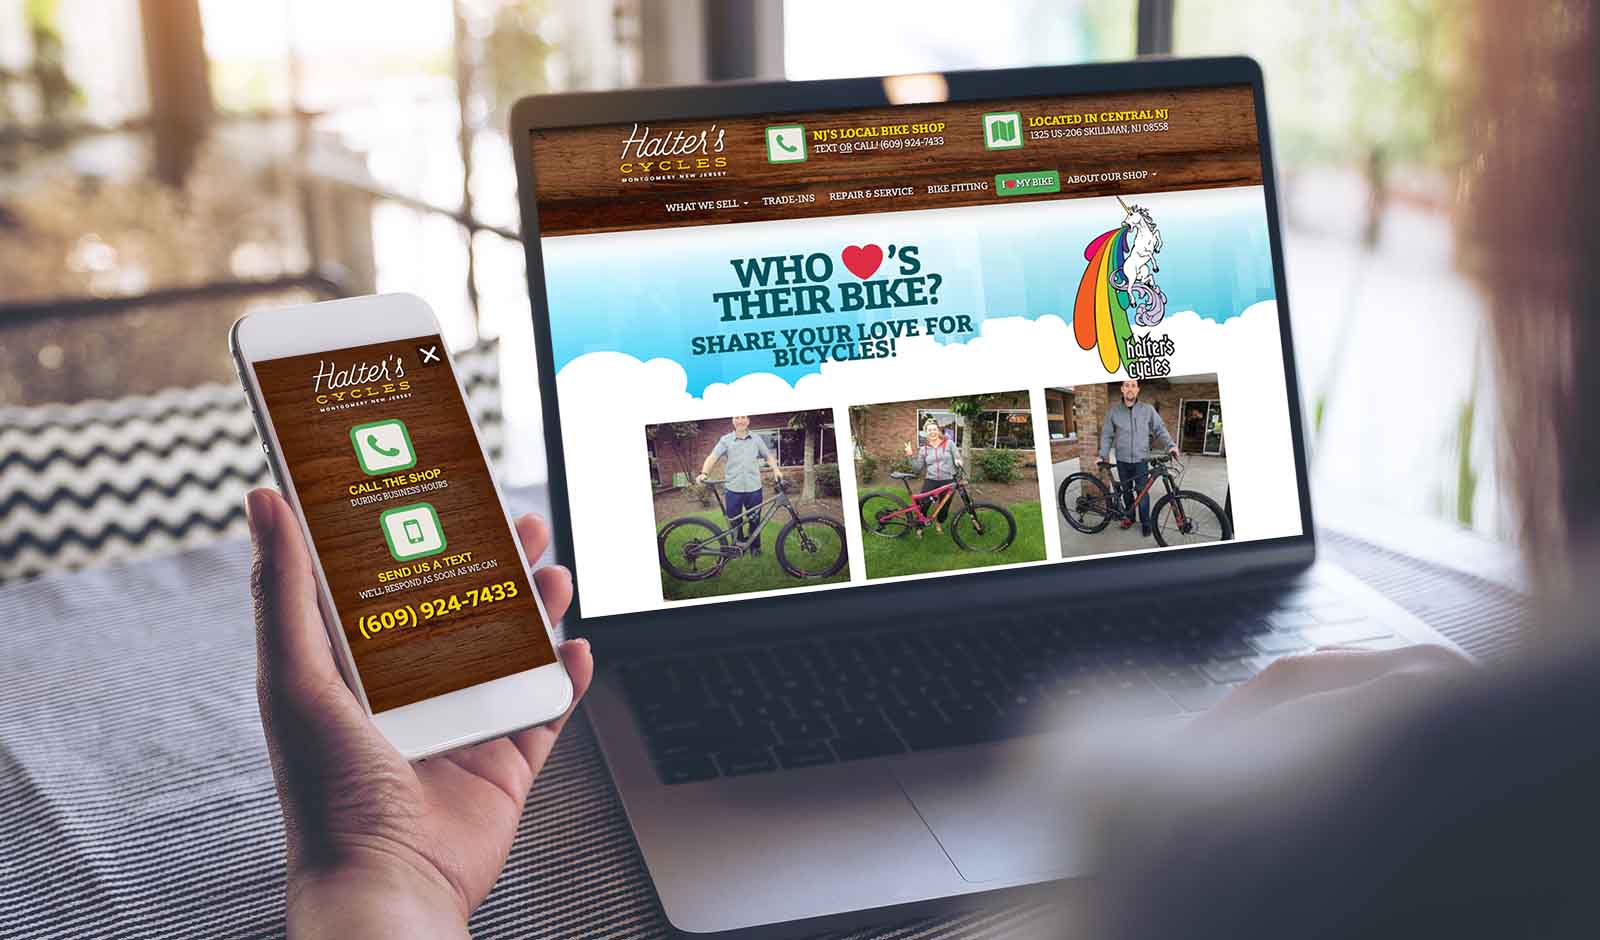 Halter's
CYCLES
MONTGOMERY NEW JERSEY
CALL THE SHOP
DURING BUSINESS HOURS
SEND US A TEXT
WE'LL RESPOND AS SOON AS WE CAN
(609) 924-7433
Halter's
CYCLES
MONTGOMERY NEW JERSEY
NJ'S LOCAL BIKE SHOP
TEXT OR CALL! (609) 924-7433
LOCATED IN CENTRAL NJ
1325 US-206 SKILLMAN, NJ 08558
WHAT WE SELL
TRADE-INS
REPAIR & SERVICE
BIKE FITTING
I ❤ MY BIKE
ABOUT OUR SHOP
WHO ❤'S
THEIR BIKE?
SHARE YOUR LOVE FOR
BICYCLES!
halter's
cycles